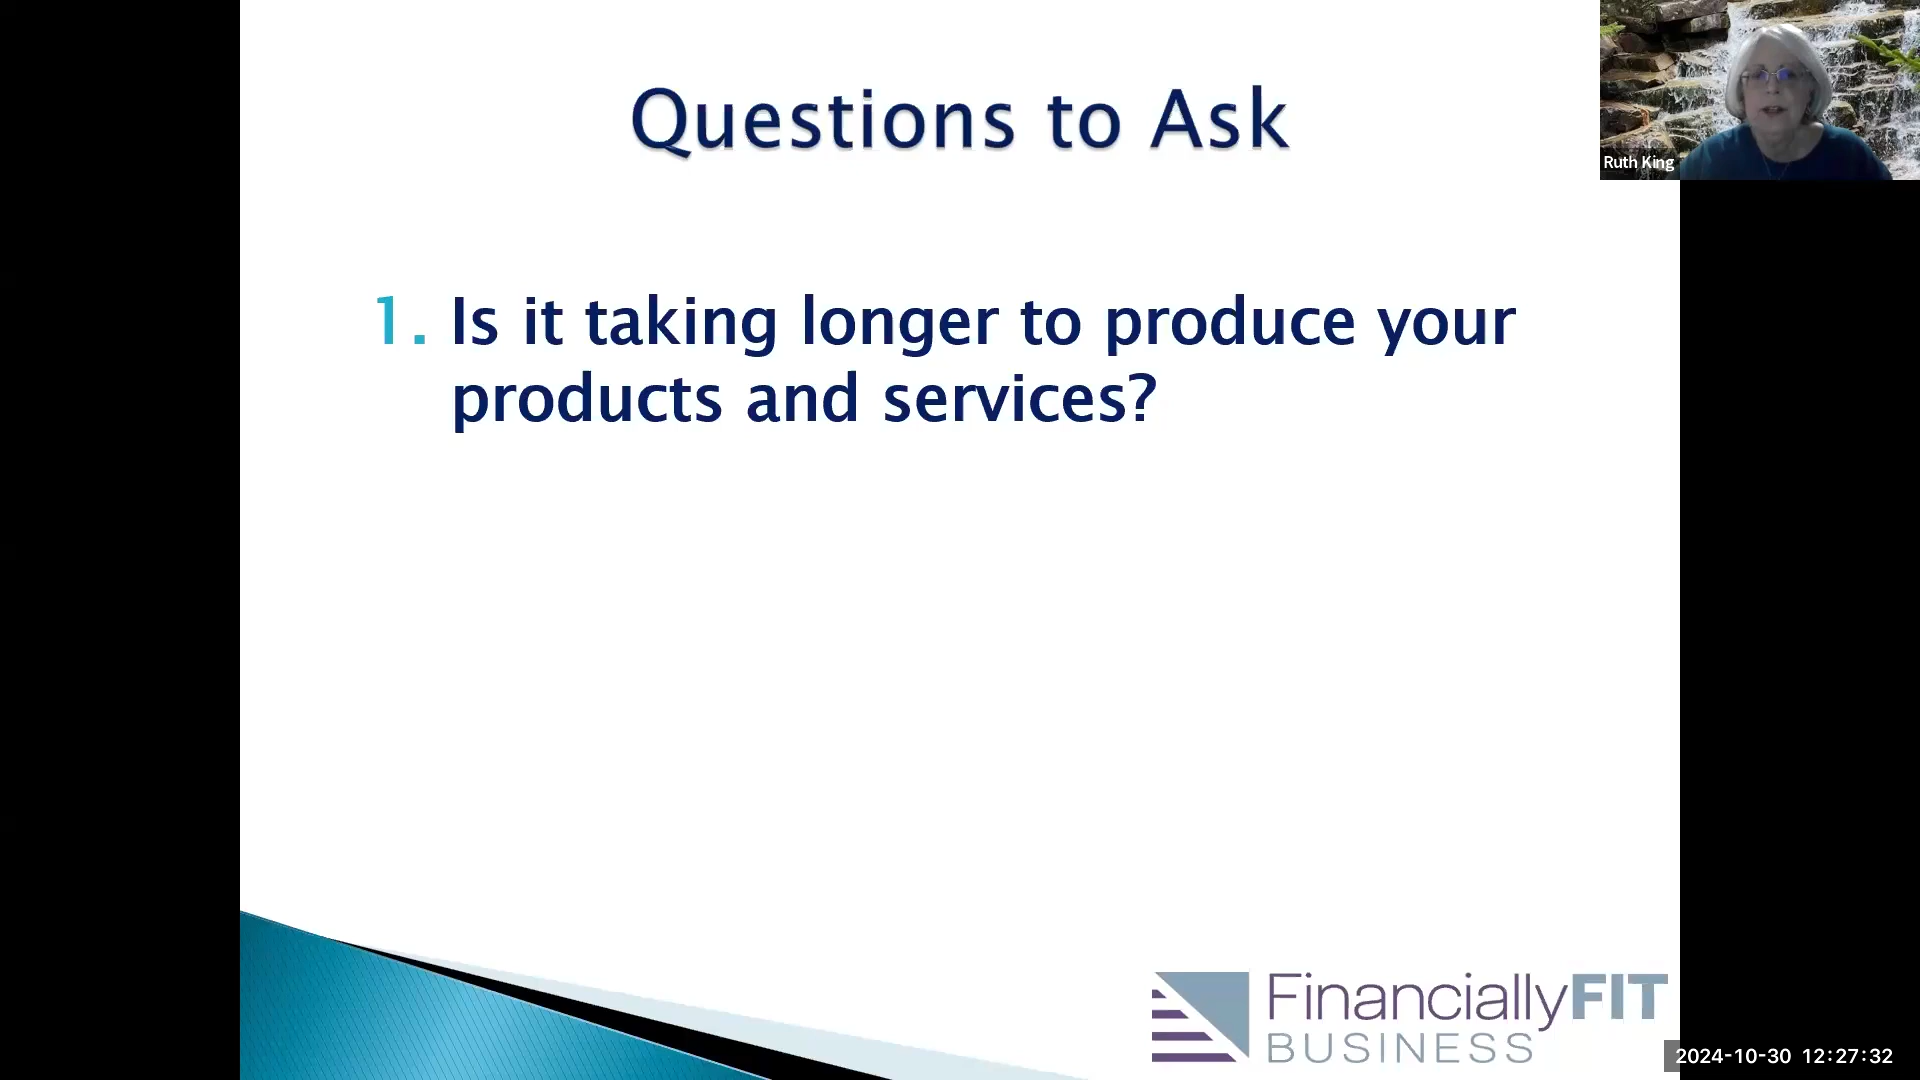 Questions to Ask
Ruth King
1. Is it taking longer to produce your
products and services?
FinanciallyFIT
BUSINESS
2024-10-30 12:27:32